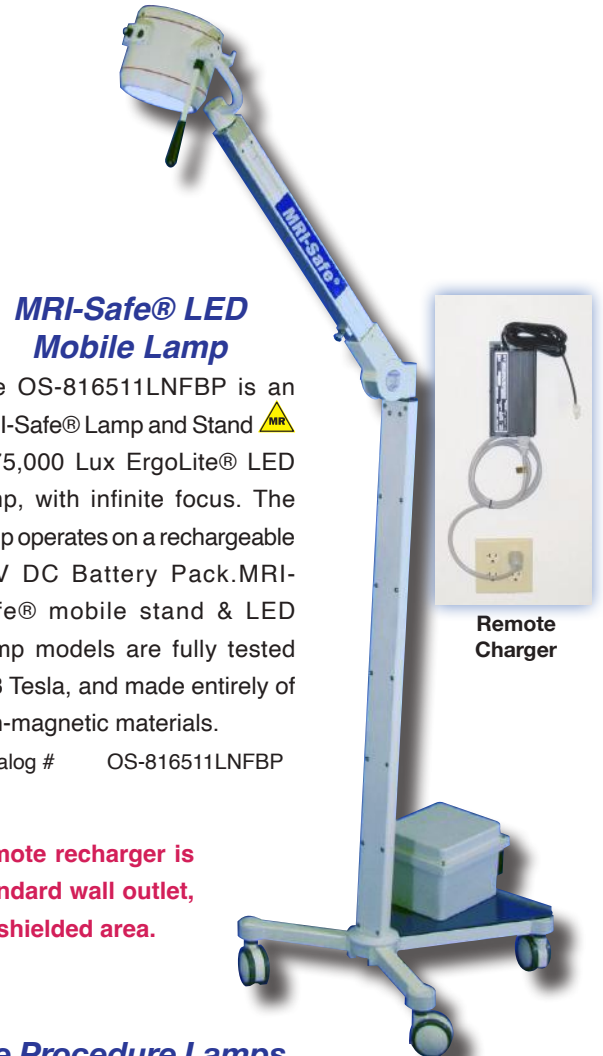 MRI-Safe®
MRI-Safe® LED
Mobile Lamp
e OS-816511LNFBP is an
I-Safe® Lamp and Stand MR
75,000 Lux ErgoLite® LED
mp, with infinite focus. The
p operates on a rechargeable
V DC Battery Pack.MRI-
fe® mobile stand & LED
mp models are fully tested
3 Tesla, and made entirely of
n-magnetic materials.
alog # OS-816511LNFBP
Remote
Charger
mote recharger is
ndard wall outlet,
shielded area.
e Procedure Lamps